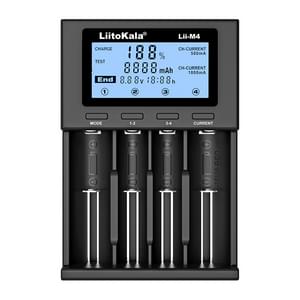 LiitoKala® Lii-M4
CHARGE 188% CH-CURRENT 500mA
TEST 8888mAh CH-CURRENT 1000mA
End 8.88V 18:88h
1 2 3 4
MODE 1-2 3-4 CURRENT